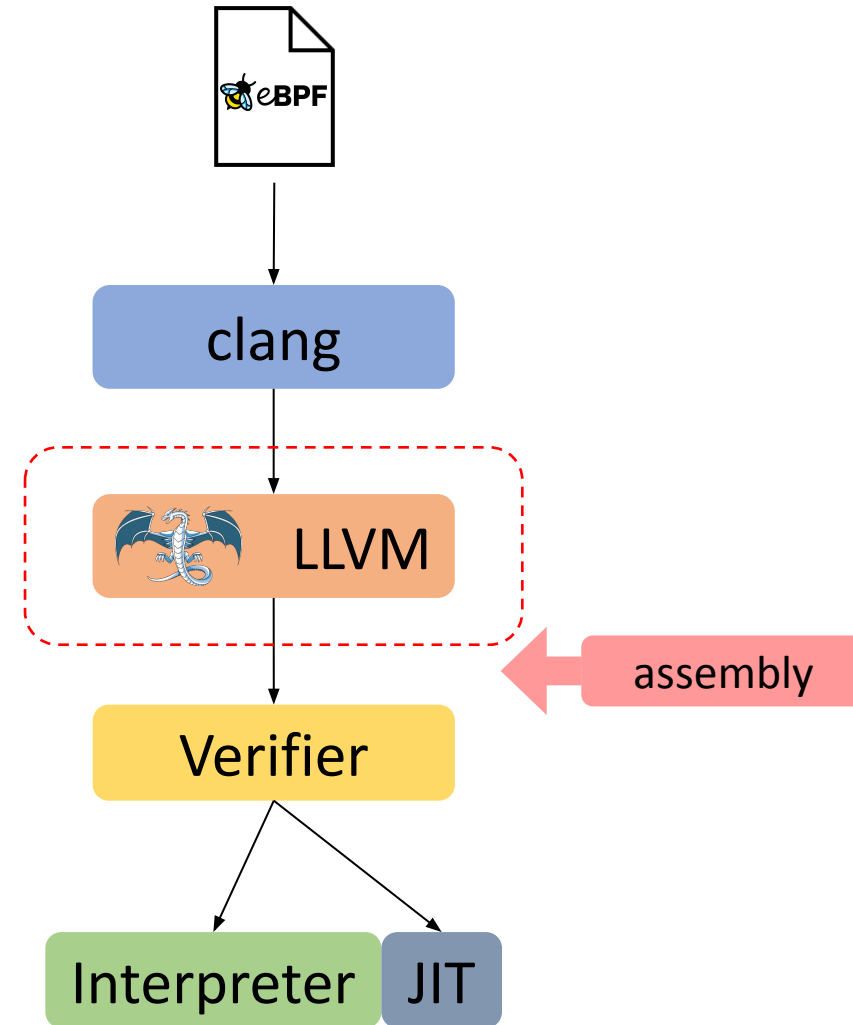 eBPF
clang
LLVM
assembly
Verifier
Interpreter
JIT